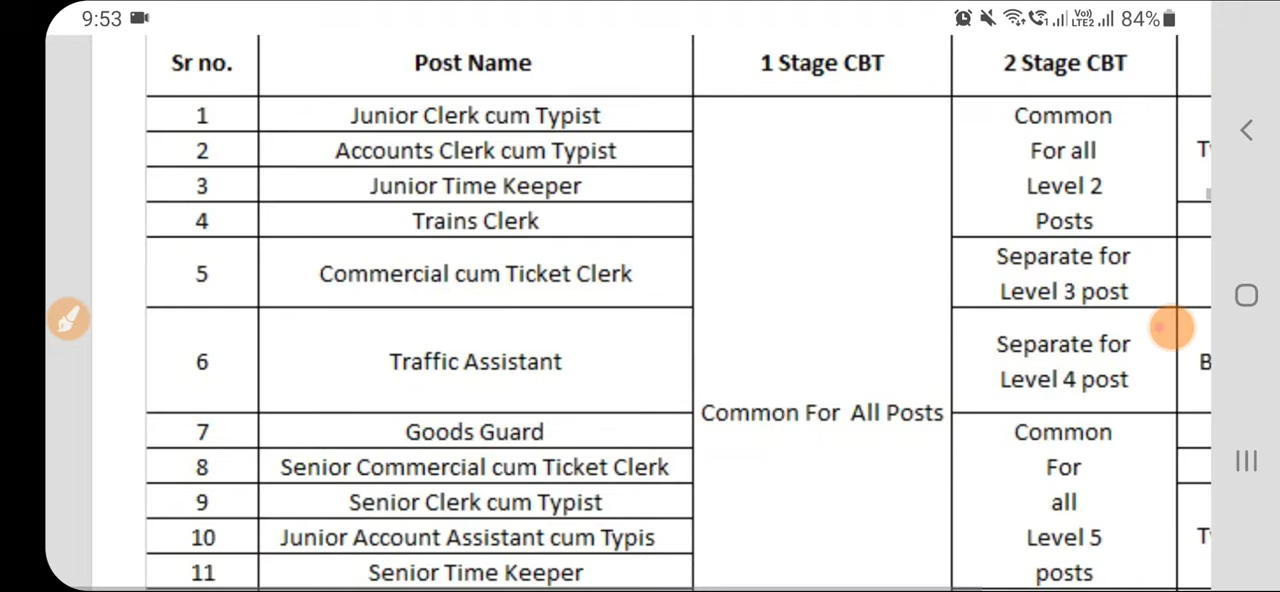 9:53 Vo)) LTE2 84%
Sr no. Post Name 1 Stage CBT 2 Stage CBT
1 Junior Clerk cum Typist Common
2 Accounts Clerk cum Typist For all
3 Junior Time Keeper Level 2
4 Trains Clerk Posts
5 Commercial cum Ticket Clerk Separate for
Level 3 post
6 Traffic Assistant Separate for
Level 4 post
Common For All Posts
7 Goods Guard Common
8 Senior Commercial cum Ticket Clerk For
9 Senior Clerk cum Typist all
10 Junior Account Assistant cum Typis Level 5
11 Senior Time Keeper posts